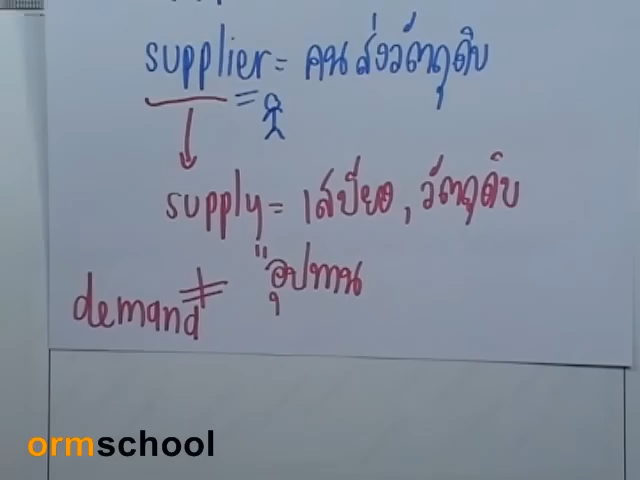 supplier = คนส่งวัตถุดิบ
supply = เสบียง, วัตถุดิบ
"อุปทาน
demand ≠
ormschool